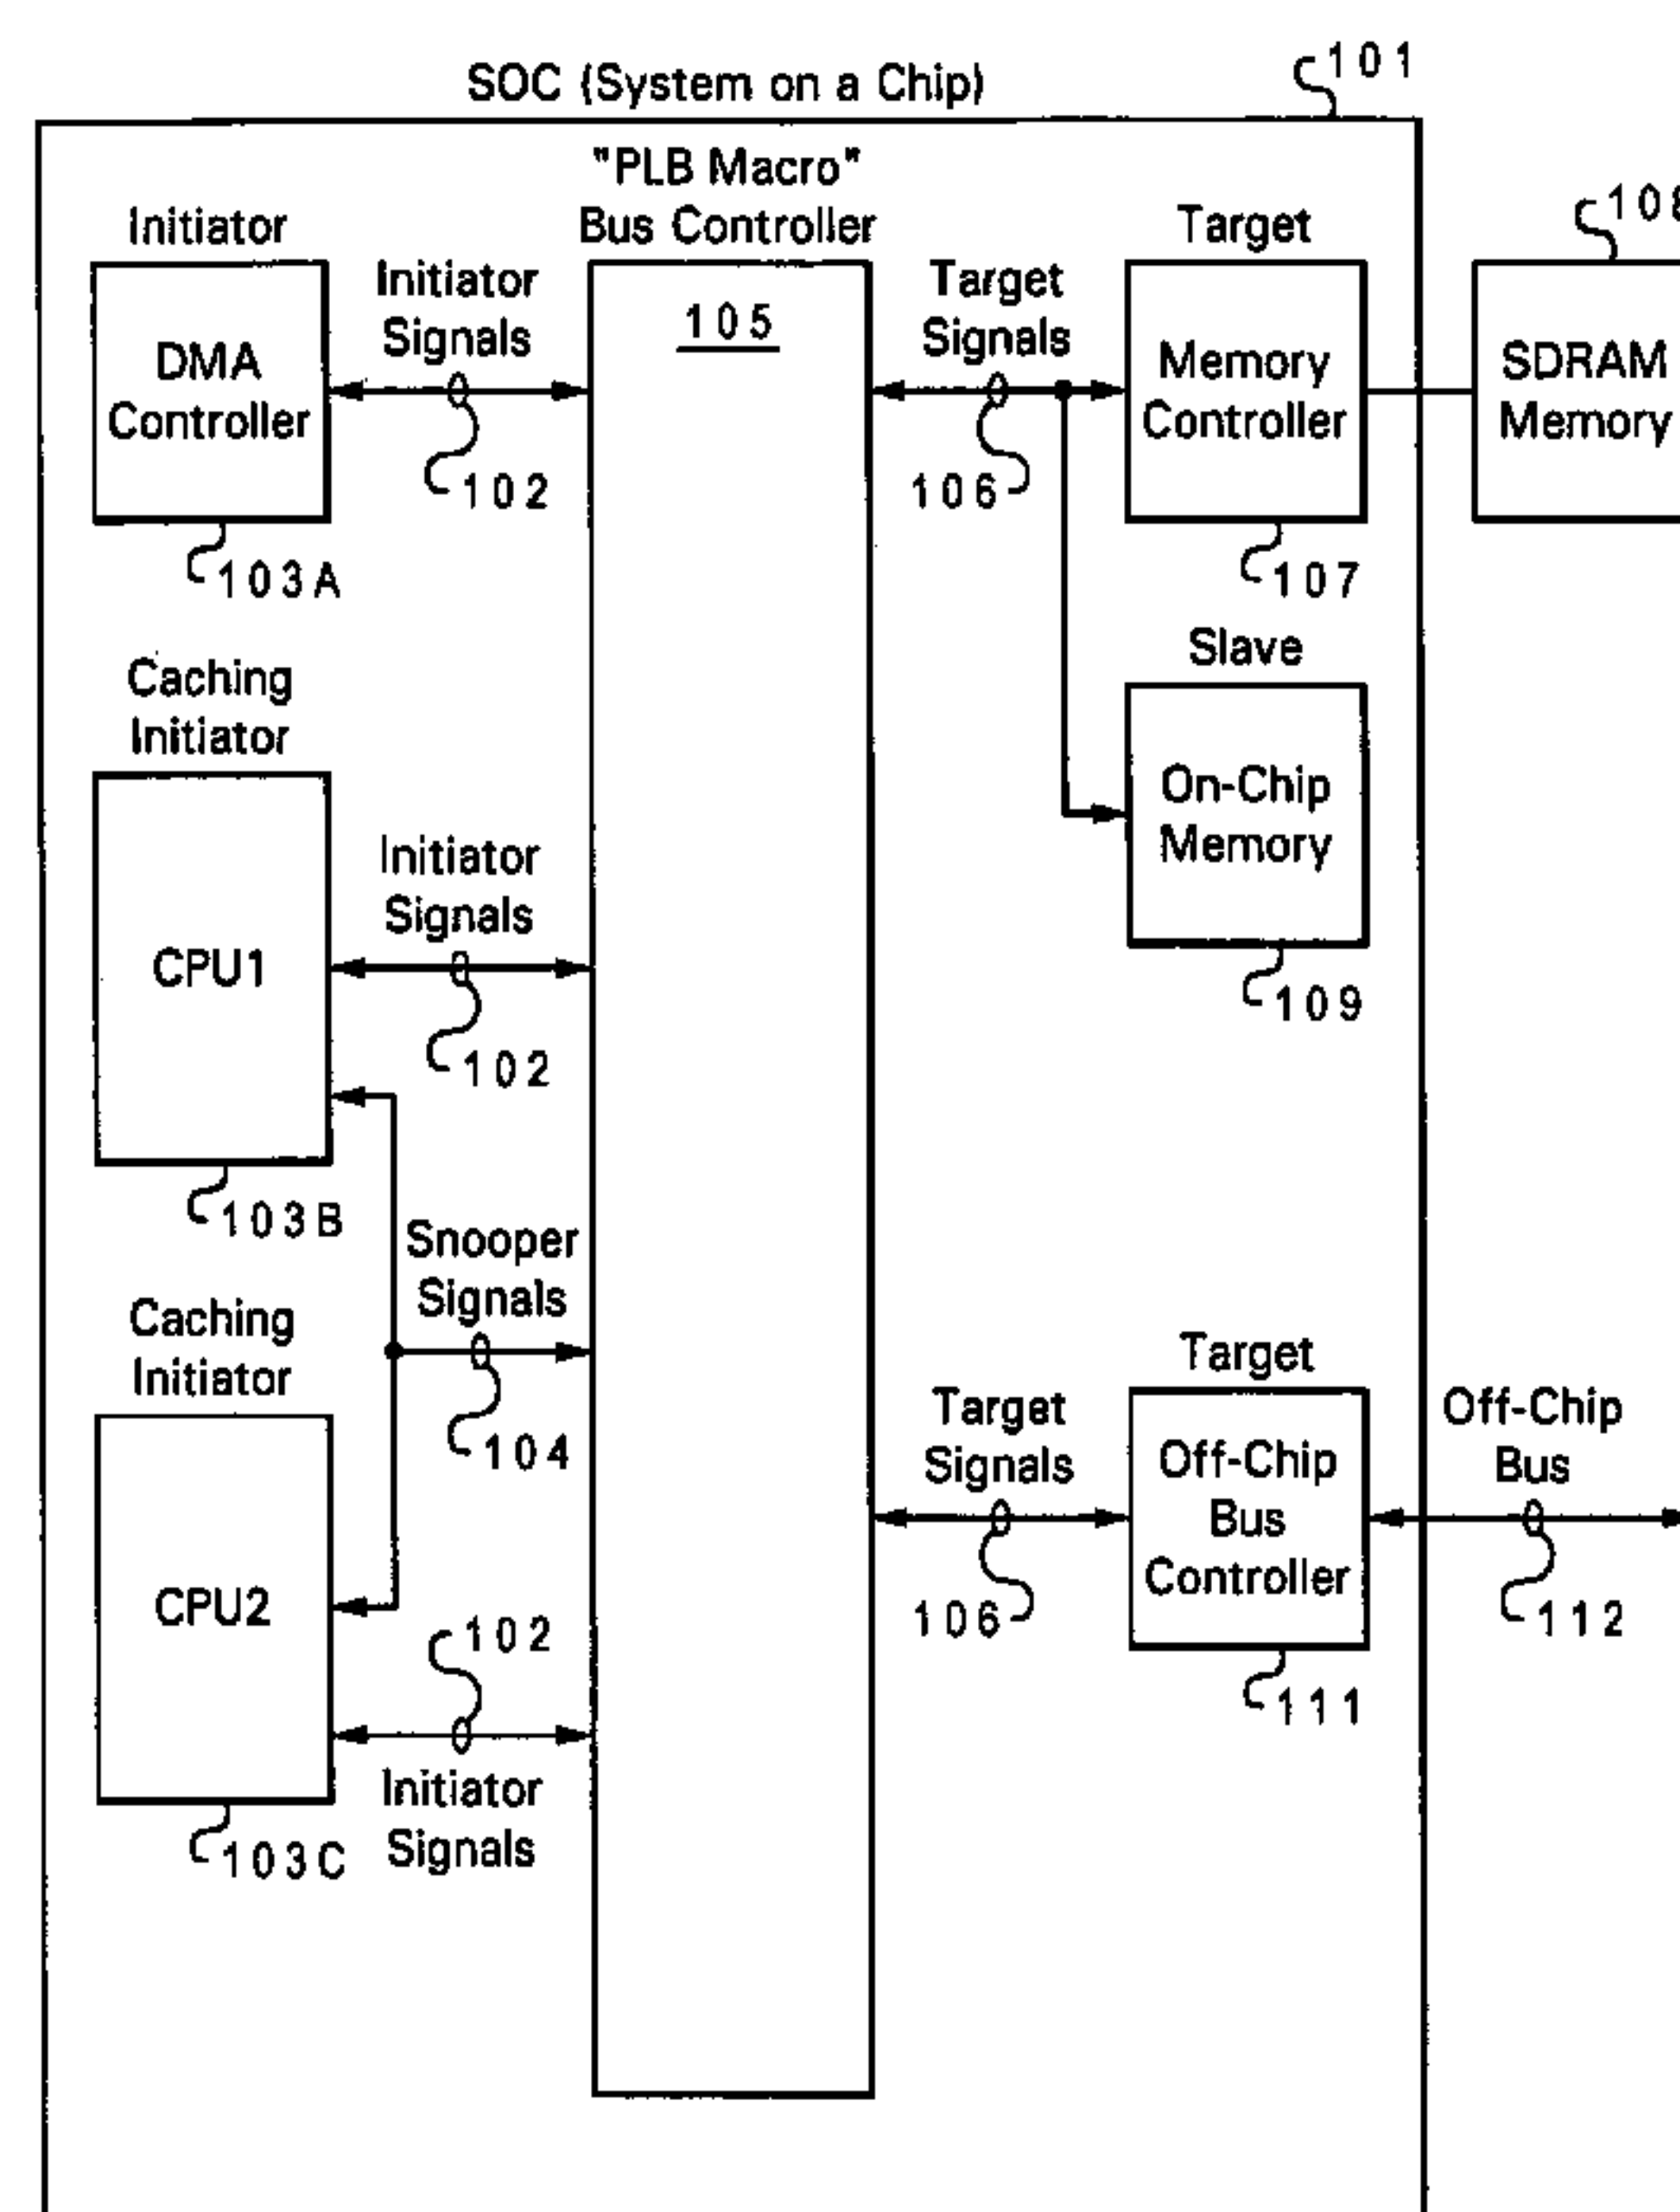 SOC (System on a Chip)
101
"PLB Macro"
Bus Controller
105
Initiator
DMA
Controller
103A
Initiator
Signals
102
Target
Signals
106
Target
Memory
Controller
107
SDRAM
Memory
Slave
On-Chip
Memory
109
Caching
Initiator
CPU1
103B
Initiator
Signals
102
Snooper
Signals
104
Caching
Initiator
CPU2
103C
102
Initiator
Signals
Target
Signals
106
Target
Off-Chip
Bus
Controller
111
Off-Chip
Bus
112